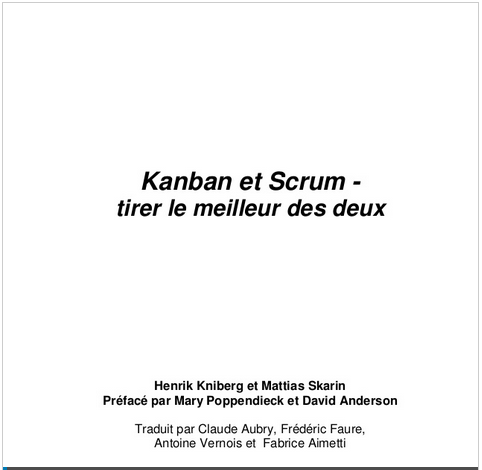 Kanban et Scrum -
tirer le meilleur des deux
Henrik Kniberg et Mattias Skarin
Préfacé par Mary Poppendieck et David Anderson
Traduit par Claude Aubry, Frédéric Faure,
Antoine Vernois et Fabrice Aimetti